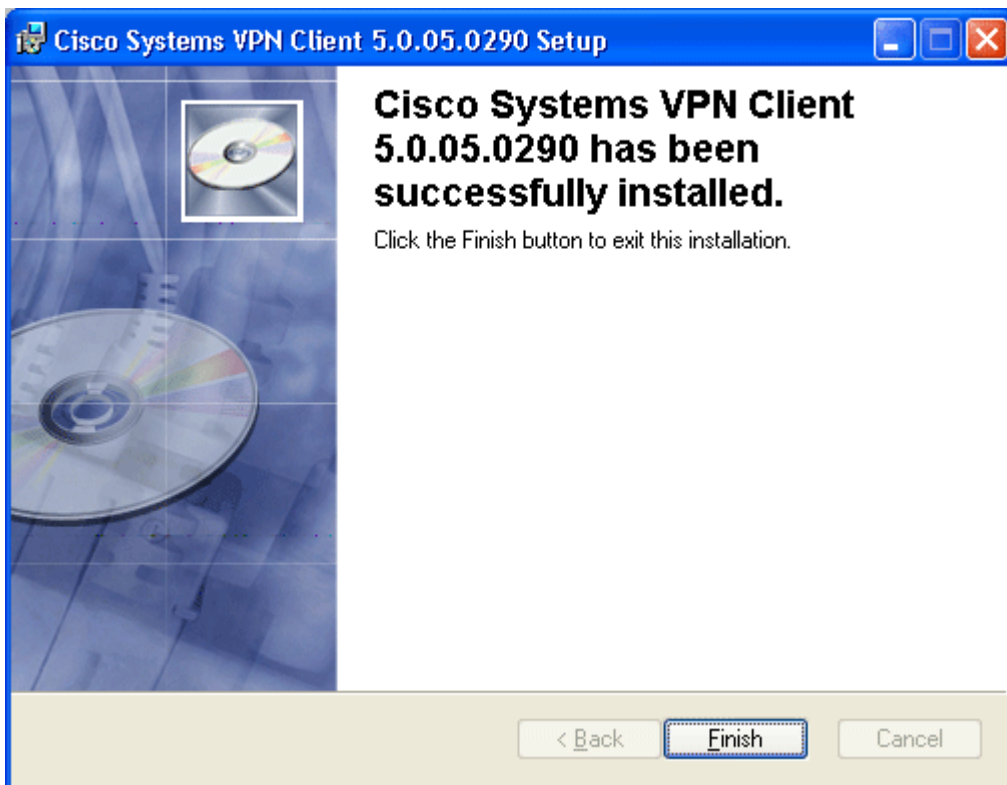 Cisco Systems VPN Client 5.0.05.0290 Setup
Cisco Systems VPN Client
5.0.05.0290 has been
successfully installed.
Click the Finish button to exit this installation.
< Back
Finish
Cancel